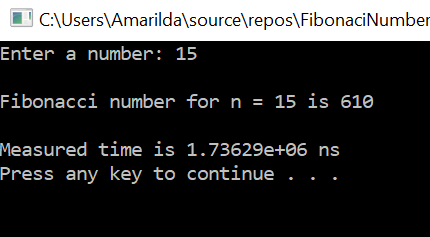 C:\Users\Amarilda\source\repos\FibonaciNumber
Enter a number: 15
Fibonacci number for n = 15 is 610
Measured time is 1.73629e+06 ns
Press any key to continue . . .